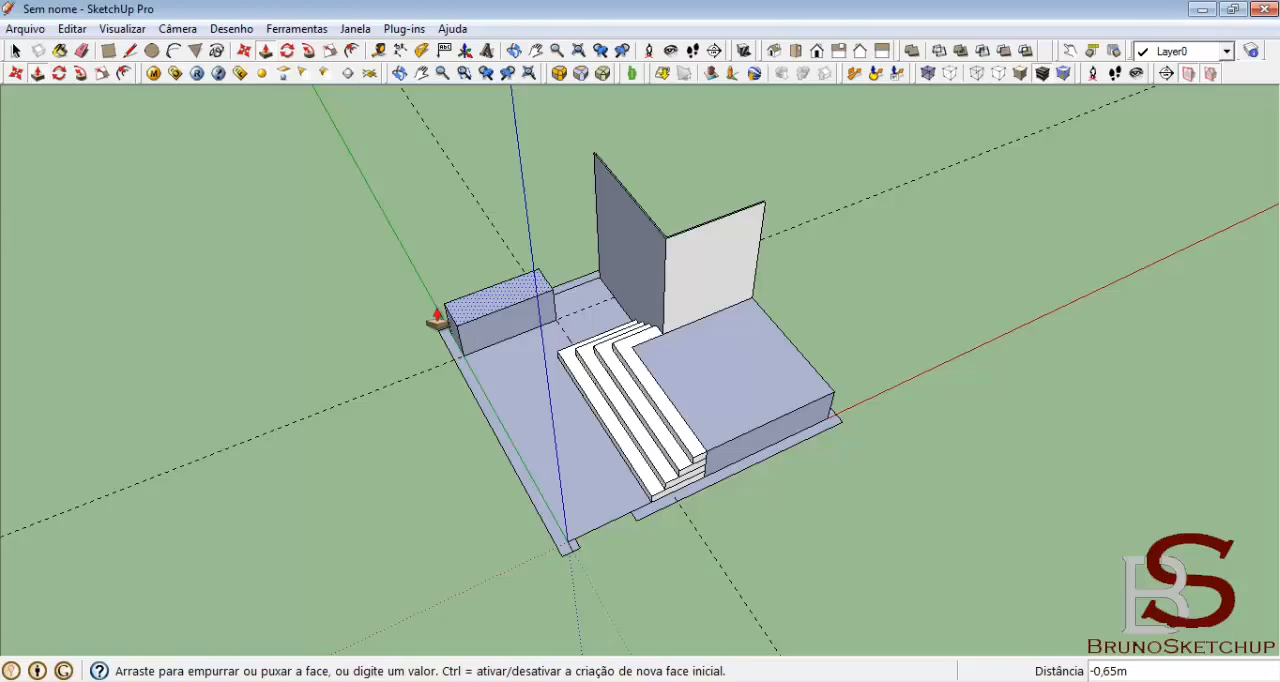 Sem nome - SketchUp Pro
Arquivo Editar Visualizar Câmera Desenho Ferramentas Janela Plug-ins Ajuda
Layer0
BS
BrunoSketchup
Arraste para empurrar ou puxar a face, ou digite um valor. Ctrl = ativar/desativar a criação de nova face inicial.
Distância -0,65m